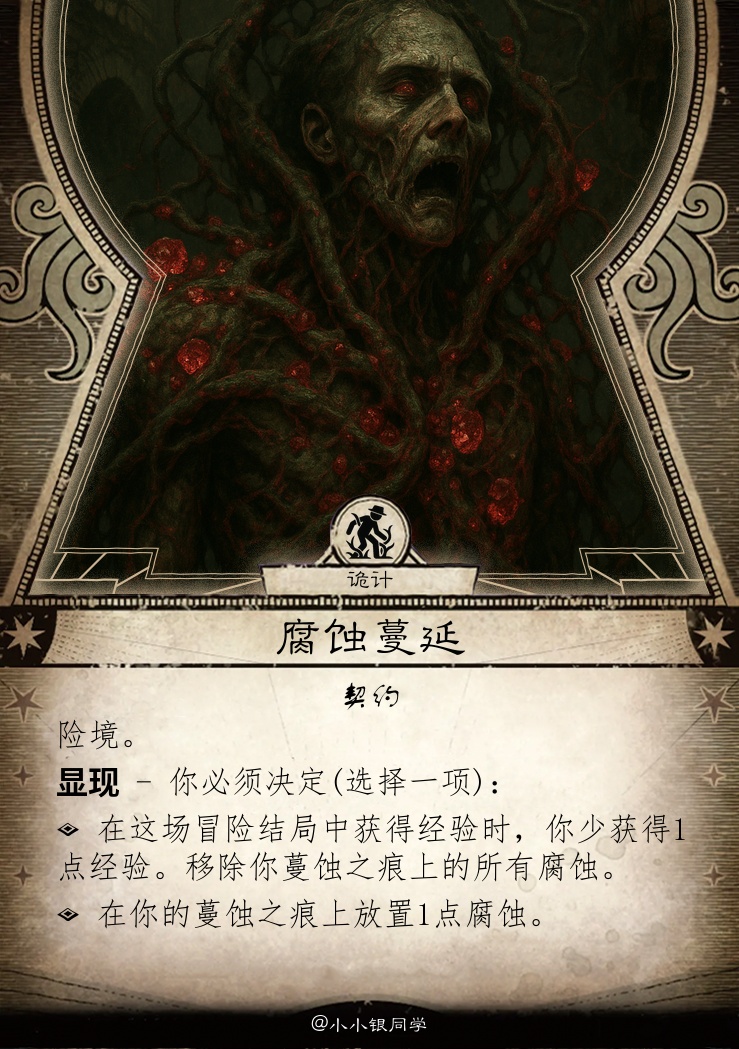 诡计
腐蚀蔓延
契约
险境。
显现 – 你必须决定(选择一项)：
在这场冒险结局中获得经验时，你少获得1
点经验。移除你蔓蚀之痕上的所有腐蚀。
在你的蔓蚀之痕上放置1点腐蚀。
@小小银同学